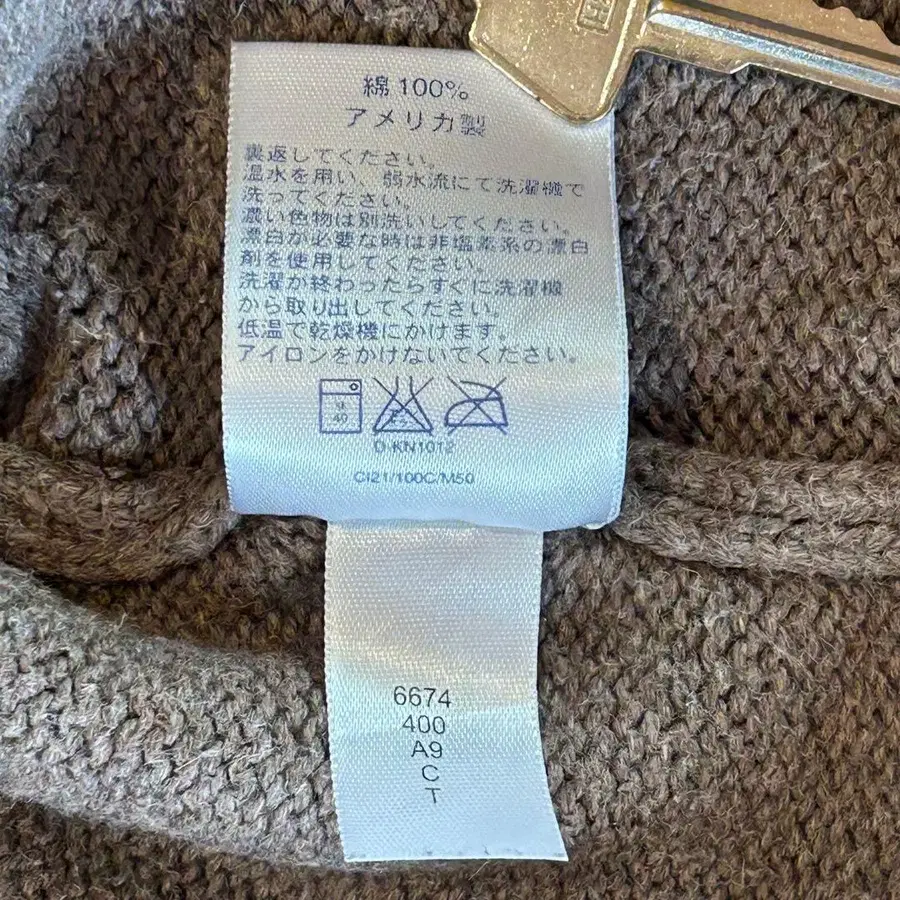 綿 100%
アメリカ製
裏返してください。
温水を用い、弱水流にて洗濯機で
洗ってください。
濃い色物は別洗いしてください。
漂白が必要な時は非塩素系の漂白
剤を使用してください。
洗濯が終わったらすぐに洗濯機
から取り出してください。
低温で乾燥機にかけます。
アイロンをかけないでください。
40
D-KN1012
CI21/100C/M50
6674
400
A9
C
T